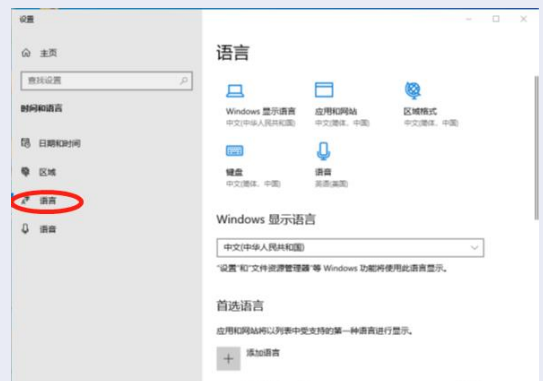 设置
主页
查找设置
时间和语言
日期和时间
区域
语言
语音
语言
Windows 显示语言
中文(中华人民共和国)
应用和网站
中文(简体，中国)
区域格式
中文(简体，中国)
键盘
中文(简体，中国)
语音
英语(美国)
Windows 显示语言
中文(中华人民共和国)
"设置"和"文件资源管理器"等 Windows 功能将使用此语言显示。
首选语言
应用和网站将以列表中受支持的第一种语言进行显示。
添加语言